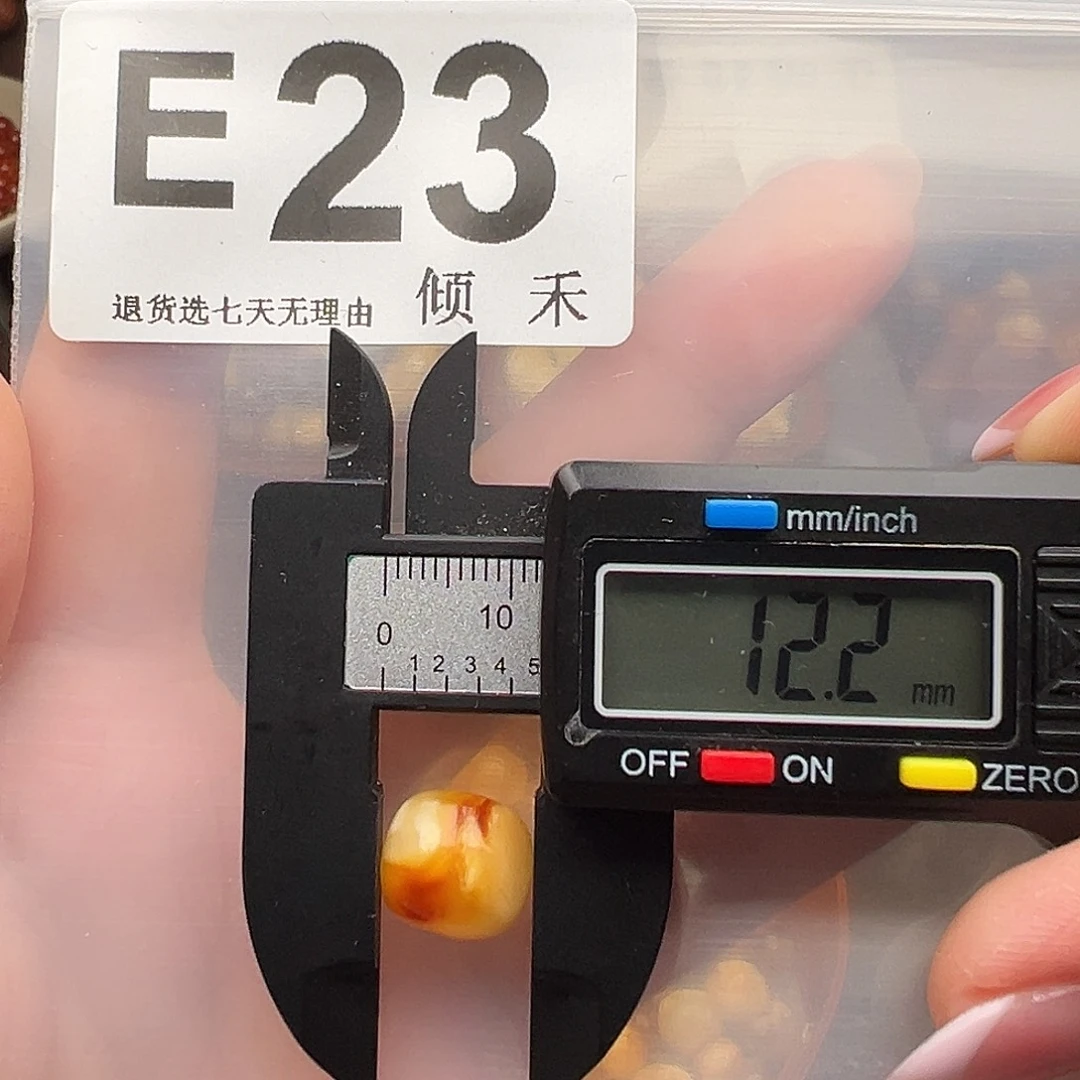 E23
退货选七天无理由 倾禾
mm/inch
0 10
1 2 3 4 5
12.2 mm
OFF ON ZERO